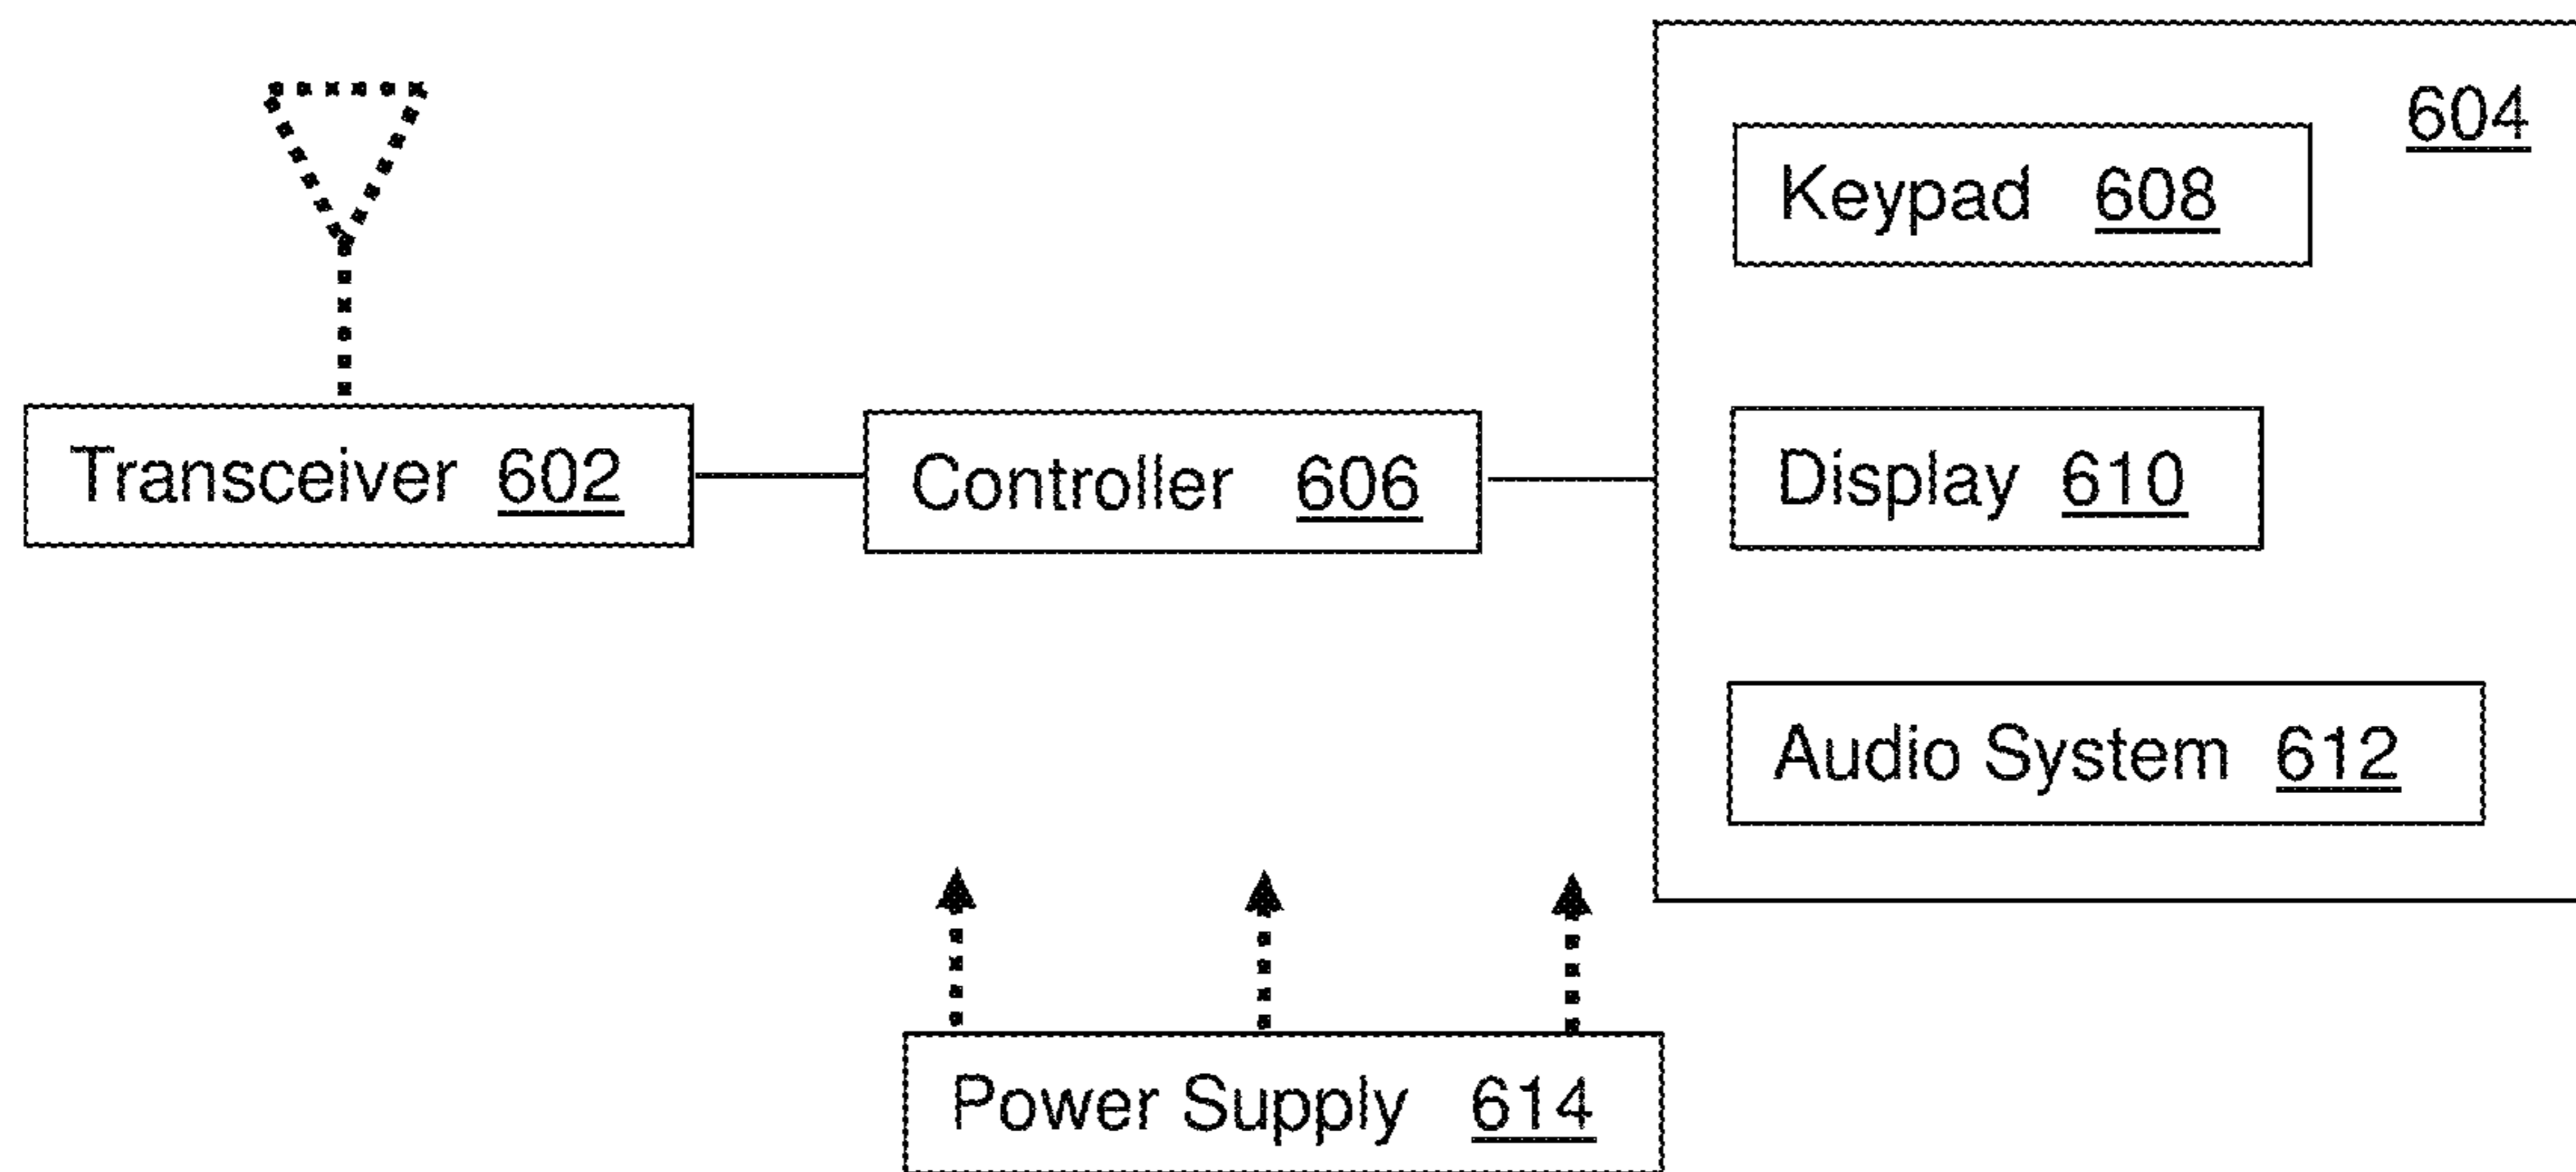 604
Keypad 608
Transceiver 602
Controller 606
Display 610
Audio System 612
Power Supply 614